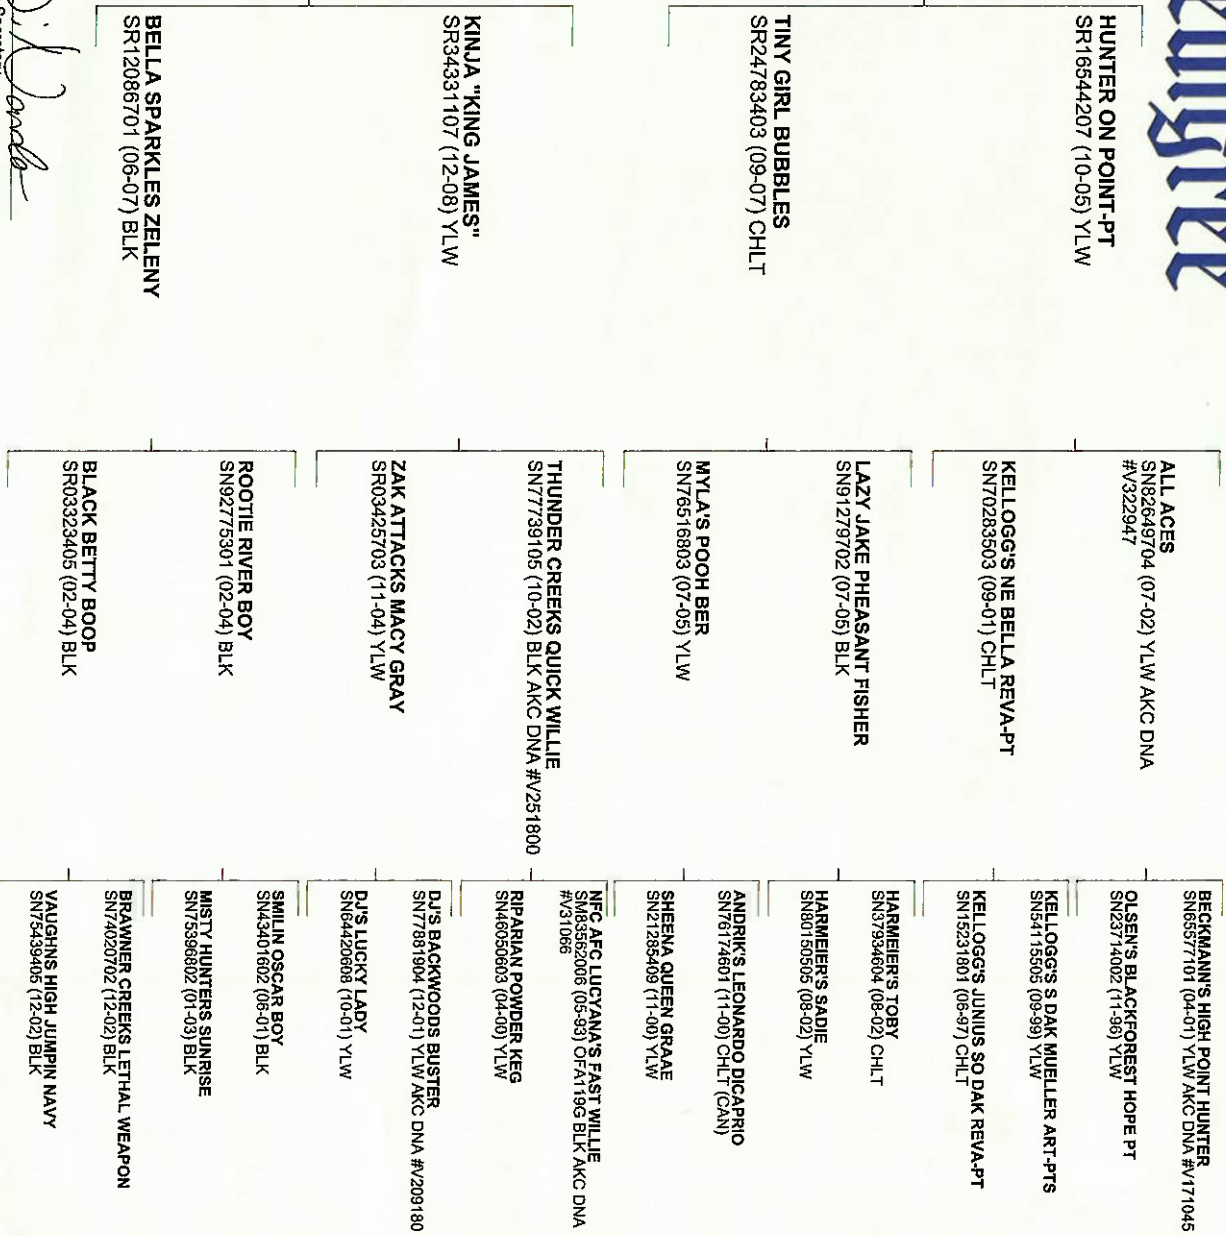 HUNTER ON POINT-PT
SR16544207 (10-05) YLW
TINY GIRL BUBBLES
SR24783403 (09-07) CHLT
KINJA "KING JAMES"
SR34331107 (12-08) YLW
BELLA SPARKLES ZELENY
SR12086701 (06-07) BLK
ALL ACES
SN82649704 (07-02) YLW AKC DNA
#V322947
KELLOGG'S NE BELLA REVA-PT
SN70283503 (09-01) CHLT
LAZY JAKE PHEASANT FISHER
SN91279702 (07-05) BLK
MYLA'S POOH BER
SN76516803 (07-05) YLW
THUNDER CREEKS QUICK WILLIE
SN77739105 (10-02) BLK AKC DNA #V251800
ZAK ATTACKS MACY GRAY
SR03425703 (11-04) YLW
ROOTIE RIVER BOY
SN92775301 (02-04) BLK
BLACK BETTY BOOP
SR03323405 (02-04) BLK
BECKMANN'S HIGH POINT HUNTER
SN65577101 (04-01) YLW AKC DNA #V171045
OLSEN'S BLACKFOREST HOPE PT
SN23714002 (11-96) YLW
KELLOGG'S S DAK MUELLER ART-PTS
SN54115506 (09-99) YLW
KELLOGG'S JUNIUS SO DAK REVA-PT
SN15231801 (08-97) CHLT
HARMEIER'S TOBY
SN37934604 (08-02) CHLT
HARMEIER'S SADIE
SN80150505 (08-02) YLW
ANDRIK'S LEONARDO DICAPRIO
SN76174601 (11-00) CHLT (CAN)
SHEENA QUEEN GRAAE
SN21285409 (11-00) YLW
NFC AFC LUCYANA'S FAST WILLIE
SM83562006 (05-93) OFA119G BLK AKC DNA
#V31066
RIPARIAN POWDER KEG
SN46050603 (04-00) YLW
DJ'S BACKWOODS BUSTER
SN77881904 (12-01) YLW AKC DNA #V209180
DJ'S LUCKY LADY
SN64420608 (10-01) YLW
SMILIN OSCAR BOY
SN43401602 (06-01) BLK
MISTY HUNTERS SUNRISE
SN75396802 (01-03) BLK
BRAWNER CREEKS LETHAL WEAPON
SN74020702 (12-02) BLK
VAUGHNS HIGH JUMPIN NAVY
SN75439405 (12-02) BLK